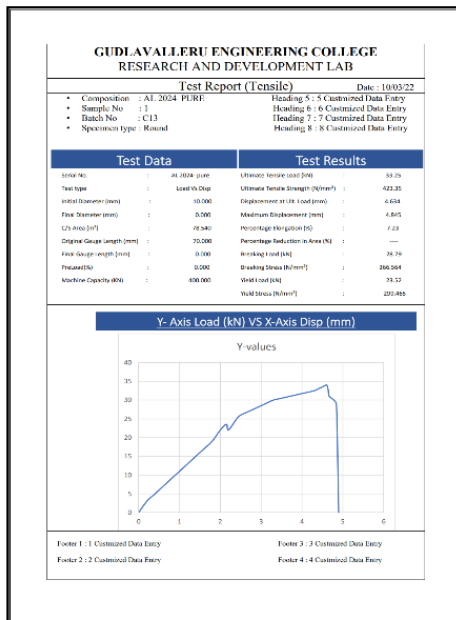 GUDLAVALLERU ENGINEERING COLLEGE
RESEARCH AND DEVELOPMENT LAB
Test Report (Tensile) Date : 10/03/22
• Composition : AL 2024 PURE Heading 5 : 5 Custmized Data Entry
• Sample No : 1 Heading 6 : 6 Custmized Data Entry
• Batch No : C13 Heading 7 : 7 Custmized Data Entry
• Specimen type : Round Heading 8 : 8 Custmized Data Entry
Test Data Test Results
Serial No. : AL 2024- pure Ultimate Tensile Load (kN) :
Test type : Load Vs Disp Ultimate Tensile Strength (N/mm²) : 423.35
Initial Diameter (mm) : 10.000 Displacement at Ult. Load (mm) : 4.634
Final Diameter (mm) : 0.000 Maximum Displacement (mm) : 4.845
C/S Area (m²) : 78.540 Percentage Elongation (%) : 7.23
Original Gauge Length (mm) : 70.000 Percentage Reduction in Area (%) : ----
Final Gauge Length (mm) : 0.000 Breaking Load (kN) : 28.79
PreLoad(%) : 0.000 Breaking Stress (N/mm²) : 366.564
Machine Capacity (KN) : 400.000 Yield Load (kN) : 23.52
Yield Stress (N/mm²) :
Y- Axis Load (kN) VS X-Axis Disp (mm)
Y-values
40
35
30
25
20
15
10
5
0
0 1 2 3 4 5 6
Footer 1 : 1 Custmized Data Entry Footer 3 : 3 Custmized Data Entry
Footer 2 : 2 Custmized Data Entry Footer 4 : 4 Custmized Data Entry